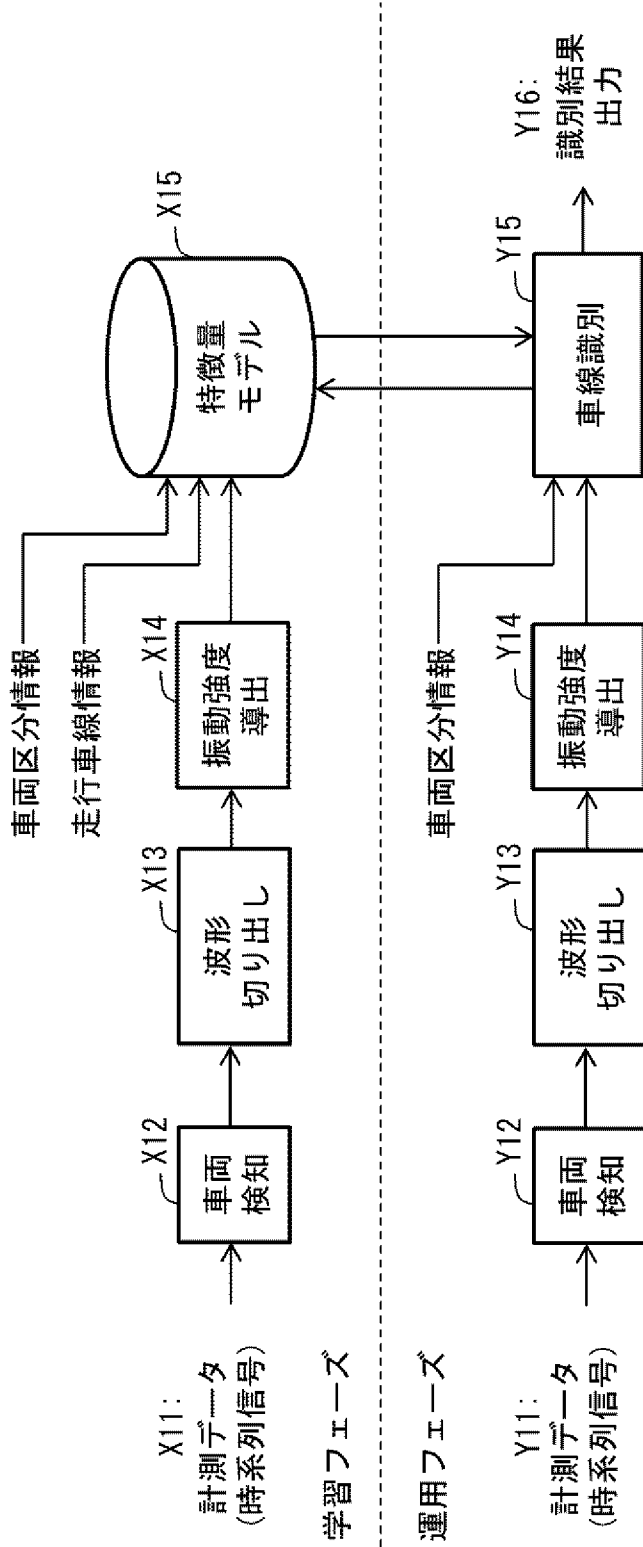 車両区分情報
走行車線情報
X11:
計測データ
(時系列信号)
X12
車両
検知
X13
波形
切り出し
X14
振動強度
導出
X15
特徴量
モデル
学習フェーズ
運用フェーズ
車両区分情報
Y11:
計測データ
(時系列信号)
Y12
車両
検知
Y13
波形
切り出し
Y14
振動強度
導出
Y15
車線識別
Y16:
識別結果
出力